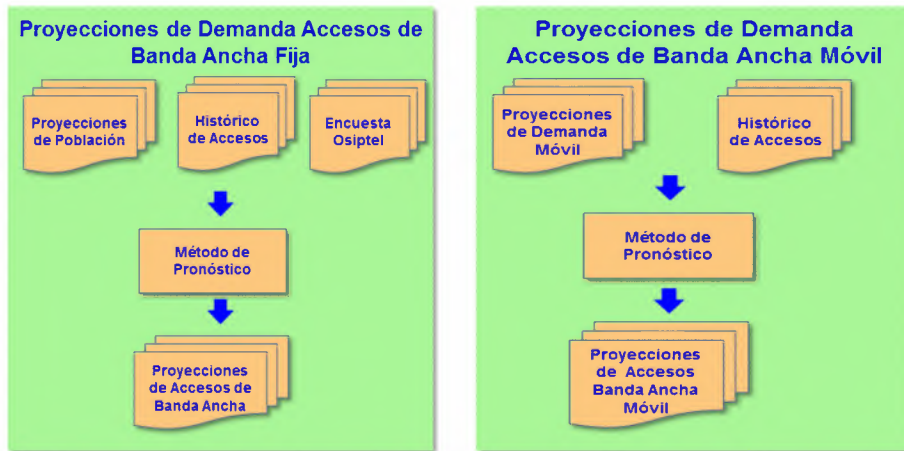 Proyecciones de Demanda Accesos de
Banda Ancha Fija
Proyecciones
de Población
Histórico
de Accesos
Encuesta
Osiptel
Método de
Pronóstico
Proyecciones
de Accesos de
Banda Ancha
Proyecciones de Demanda
Accesos de Banda Ancha Móvil
Proyecciones
de Demanda
Móvil
Histórico
de Accesos
Método de
Pronóstico
Proyecciones
de Accesos
Banda Ancha
Móvil